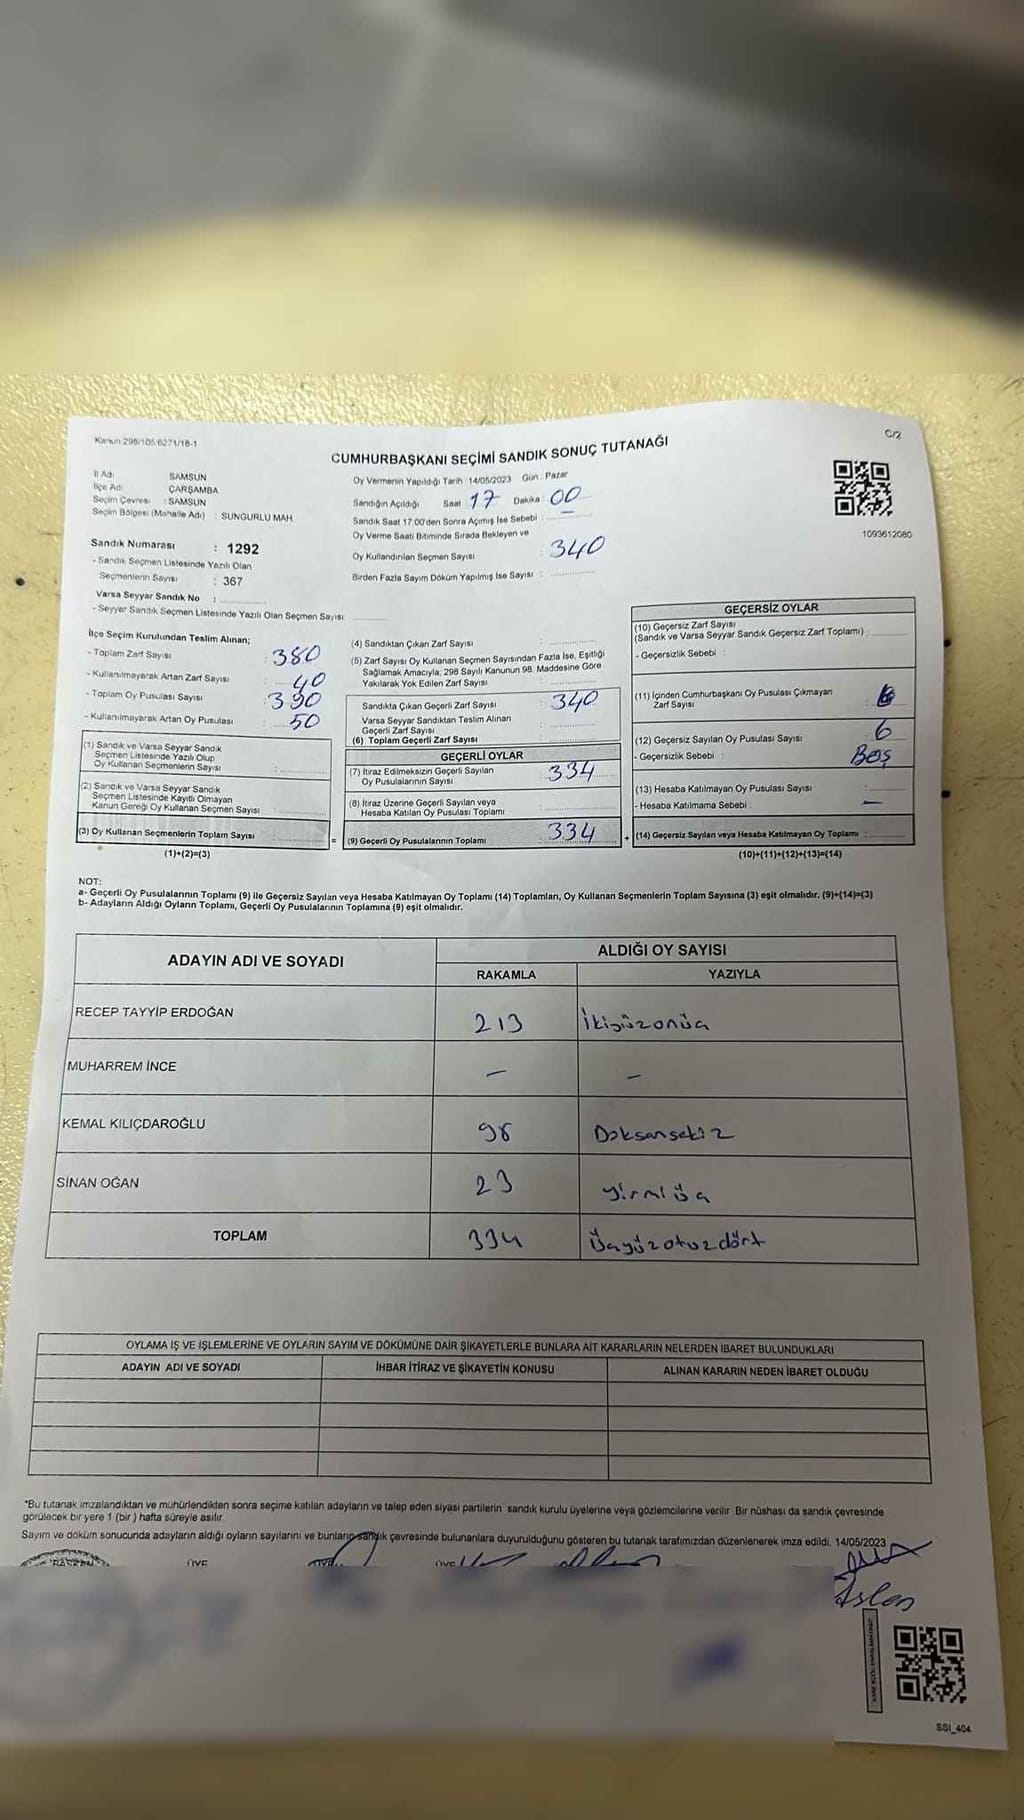 Kanun:298/105;6271/18-1
C/2
CUMHURBAŞKANI SEÇİMİ SANDIK SONUÇ TUTANAĞI
İl Adı SAMSUN
İlçe Adı ÇARŞAMBA
Seçim Çevresi : SAMSUN
Seçim Bölgesi (Mahalle Adı) : SUNGURLU MAH.
Sandık Numarası : 1292
- Sandık Seçmen Listesinde Yazılı Olan
Seçmenlerin Sayısı : 367
Varsa Seyyar Sandık No :
- Seyyar Sandık Seçmen Listesinde Yazılı Olan Seçmen Sayısı
Oy Vermenin Yapıldığı Tarih : 14/05/2023 Gün : Pazar
Sandığın Açıldığı Saat 17 Dakika : 00
Sandık Saat 17:00'den Sonra Açımış İse Sebebi : —
Oy Verme Saati Bitiminde Sırada Bekleyen ve
Oy Kullandırılan Seçmen Sayısı : 340
Birden Fazla Sayım Döküm Yapılmış İse Sayısı :
1093612060
İlçe Seçim Kurulundan Teslim Alınan;
- Toplam Zarf Sayısı : 380
- Kullanılmayarak Artan Zarf Sayısı : 40
- Toplam Oy Pusulası Sayısı : 390
- Kullanılmayarak Artan Oy Pusulası : 50
(1) Sandık ve Varsa Seyyar Sandık
Seçmen Listesinde Yazılı Olup
Oy Kullanan Seçmenlerin Sayısı :
(2) Sandık ve Varsa Seyyar Sandık
Seçmen Listesinde Kayıtlı Olmayan
Kanun Gereği Oy Kullanan Seçmen Sayısı :
(3) Oy Kullanan Seçmenlerin Toplam Sayısı
(1)+(2)=(3)
(4) Sandıktan Çıkan Zarf Sayısı :
(5) Zarf Sayısı Oy Kullanan Seçmen Sayısından Fazla İse, Eşitliği
Sağlamak Amacıyla; 298 Sayılı Kanunun 98. Maddesine Göre
Yakılarak Yok Edilen Zarf Sayısı :
Sandıkta Çıkan Geçerli Zarf Sayısı : 340
Varsa Seyyar Sandıktan Teslim Alınan
Geçerli Zarf Sayısı :
(6) Toplam Geçerli Zarf Sayısı
GEÇERLİ OYLAR
(7) İtiraz Edilmeksizin Geçerli Sayılan
Oy Pusulalarının Sayısı : 334
(8) İtiraz Üzerine Geçerli Sayılan veya
Hesaba Katılan Oy Pusulası Toplamı :
= (9) Geçerli Oy Pusulalarının Toplamı : 334 +
GEÇERSİZ OYLAR
(10) Geçersiz Zarf Sayısı
(Sandık ve Varsa Seyyar Sandık Geçersiz Zarf Toplamı) :
- Geçersizlik Sebebi :
(11) İçinden Cumhurbaşkanı Oy Pusulası Çıkmayan
Zarf Sayısı :
(12) Geçersiz Sayılan Oy Pusulası Sayısı : 6
- Geçersizlik Sebebi : Boş
(13) Hesaba Katılmayan Oy Pusulası Sayısı :
- Hesaba Katılmama Sebebi : —
(14) Geçersiz Sayılan veya Hesaba Katılmayan Oy Toplamı :
(10)+(11)+(12)+(13)=(14)
NOT:
a- Geçerli Oy Pusulalarının Toplamı (9) ile Geçersiz Sayılan veya Hesaba Katılmayan Oy Toplamı (14) Toplamları, Oy Kullanan Seçmenlerin Toplam Sayısına (3) eşit olmalıdır. (9)+(14)=(3)
b- Adayların Aldığı Oyların Toplamı, Geçerli Oy Pusulalarının Toplamına (9) eşit olmalıdır.
ADAYIN ADI VE SOYADI ALDIĞI OY SAYISI
RAKAMLA YAZIYLA
RECEP TAYYİP ERDOĞAN 213 İkiyüzonüç
MUHARREM İNCE — —
KEMAL KILIÇDAROĞLU 98 Doksansekiz
SİNAN OĞAN 23 yirmiüç
TOPLAM 334 Üçyüzotuzdört
OYLAMA İŞ VE İŞLEMLERİNE VE OYLARIN SAYIM VE DÖKÜMÜNE DAİR ŞİKAYETLERLE BUNLARA AİT KARARLARIN NELERDEN İBARET BULUNDUKLARI
ADAYIN ADI VE SOYADI İHBAR İTİRAZ VE ŞİKAYETİN KONUSU ALINAN KARARIN NEDEN İBARET OLDUĞU
*Bu tutanak imzalandıktan ve mühürlendikten sonra seçime katılan adayların ve talep eden siyasi partilerin sandık kurulu üyelerine veya gözlemcilerine verilir. Bir nüshası da sandık çevresinde
görülecek bir yere 1 (bir) hafta süreyle asılır.
Sayım ve döküm sonucunda adayların aldığı oyların sayılarını ve bunların sandık çevresinde bulunanlara duyurulduğunu gösteren bu tutanak tarafımızdan düzenlenerek imza edildi. 14/05/2023
BAŞKAN ÜYE ÜYE ÜYE
Aslan
SSI_404